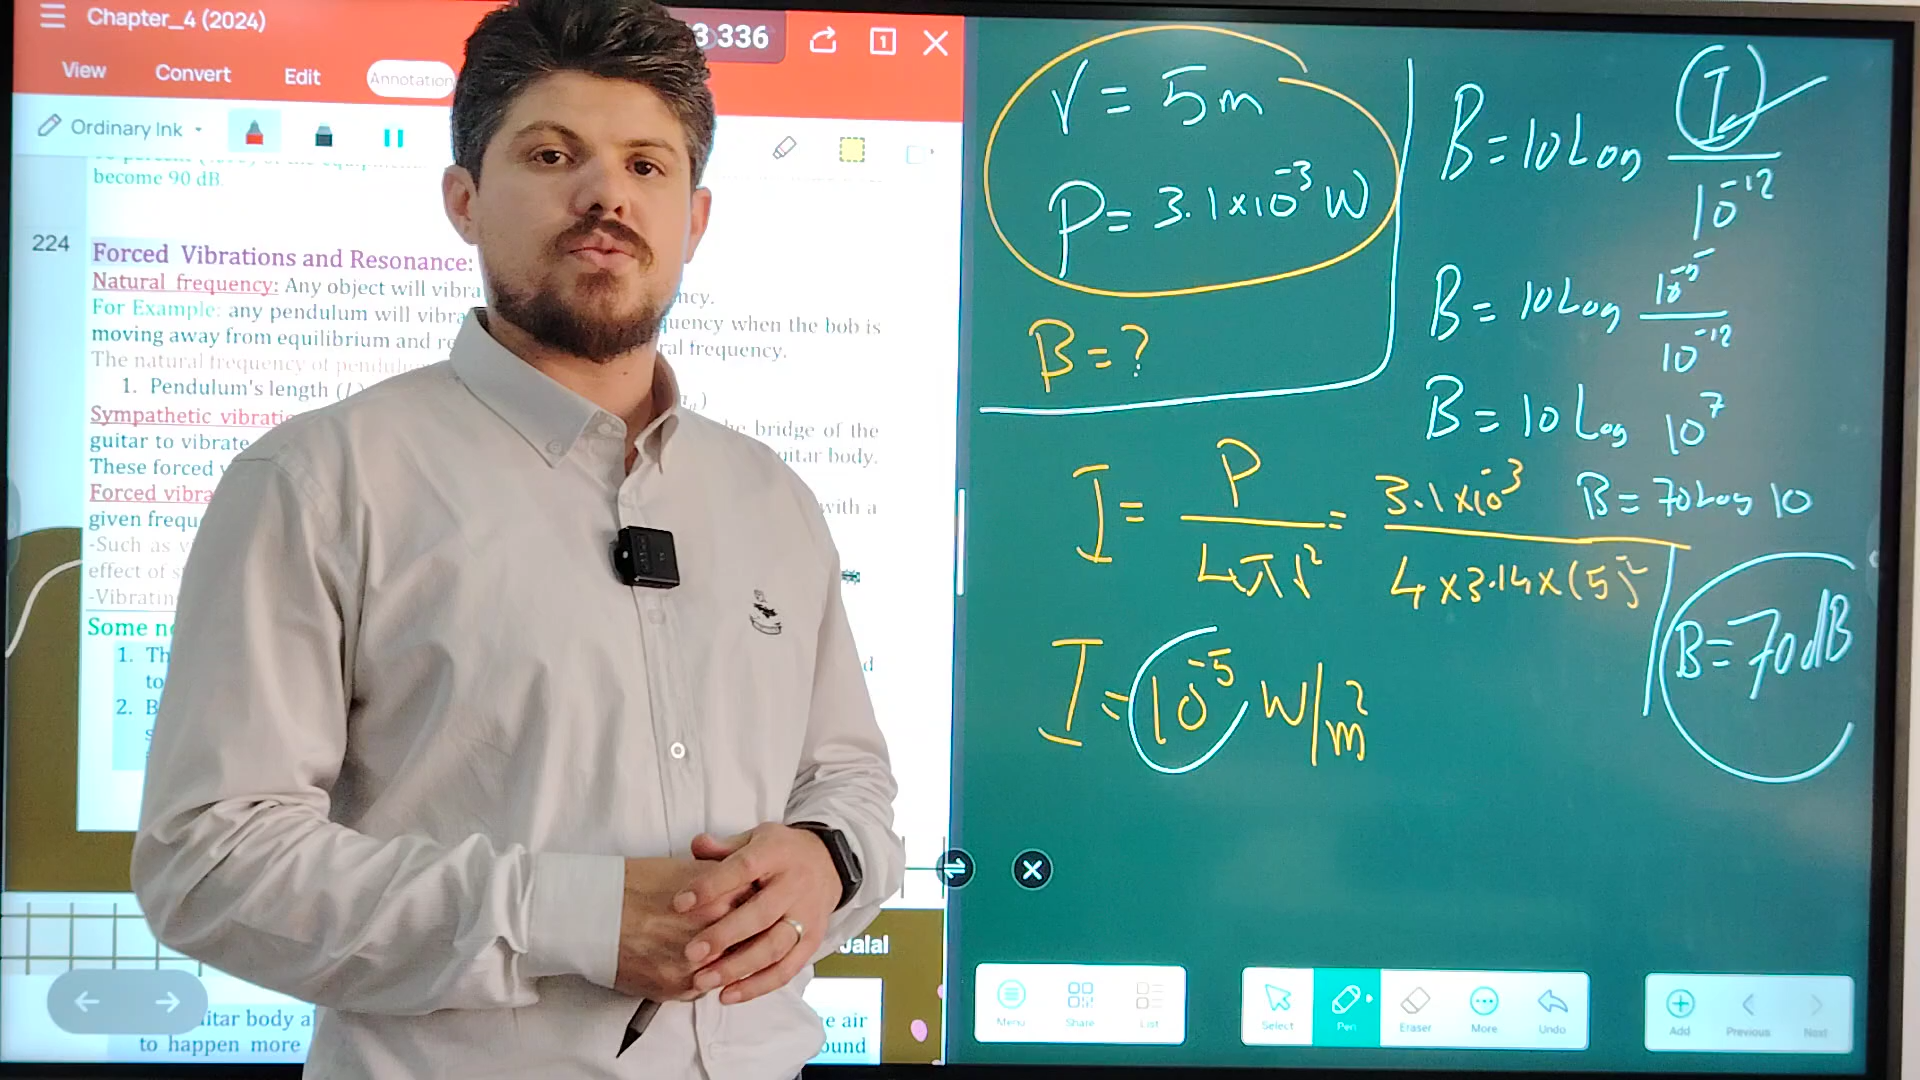 Chapter_4 (2024)
3 336
1
View Convert Edit Annotation
Ordinary Ink
become 90 dB.
224
Forced Vibrations and Resonance:
Natural frequency: Any object will vibra ncy.
For Example: any pendulum will vibra quency when the bob is
moving away from equilibrium and re ral frequency.
The natural frequency of pendulu
1. Pendulum's length (L
Sympathetic vibrati he bridge of the
guitar to vibrate uitar body.
These forced v
Forced vibra with a
given frequ
-Such as v
effect of s
-Vibratin
Some no
1. Th d
to
2. B
s
Jalal
uitar body a e air
to happen more ound
r = 5m
P = 3.1×10⁻³ W
B = ?
I = P / 4πr² = 3.1×10⁻³ / 4×3.14×(5)²
I = 10⁻⁵ W/m²
B = 10 Log I / 10⁻¹²
B = 10 Log 10⁻⁵ / 10⁻¹²
B = 10 Log 10⁷
B = 70 Log 10
B = 70 dB
Menu Share List
Select Pen Eraser More Undo
Add Previous Next